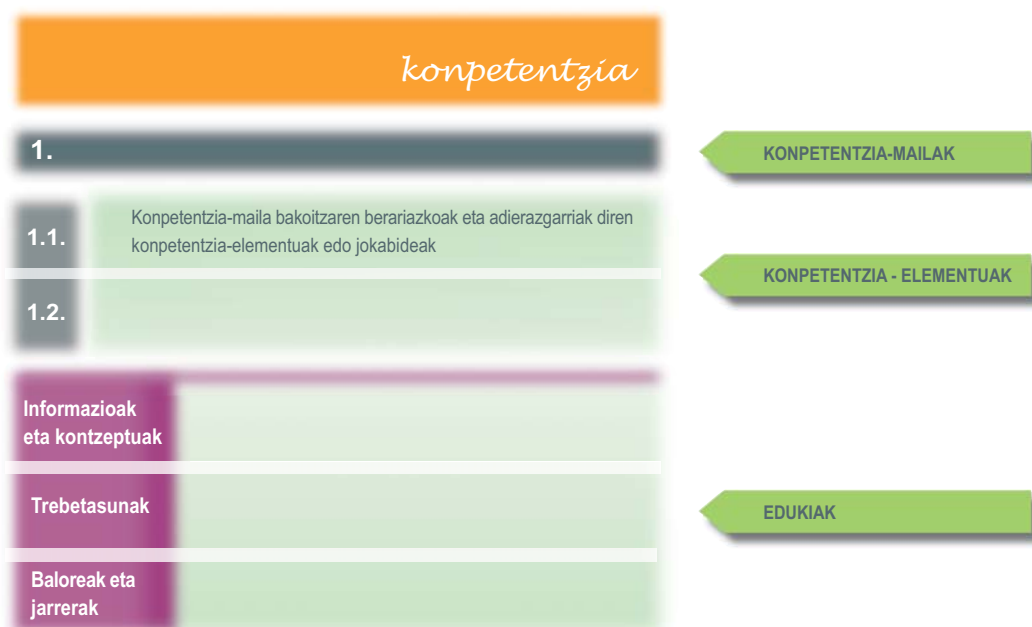 konpetentzia
1.
KONPETENTZIA-MAILAK
1.1.
Konpetentzia-maila bakoitzaren berariazkoak eta adierazgarriak diren
konpetentzia-elementuak edo jokabideak
KONPETENTZIA - ELEMENTUAK
1.2.
Informazioak
eta kontzeptuak
Trebetasunak
EDUKIAK
Baloreak eta
jarrerak